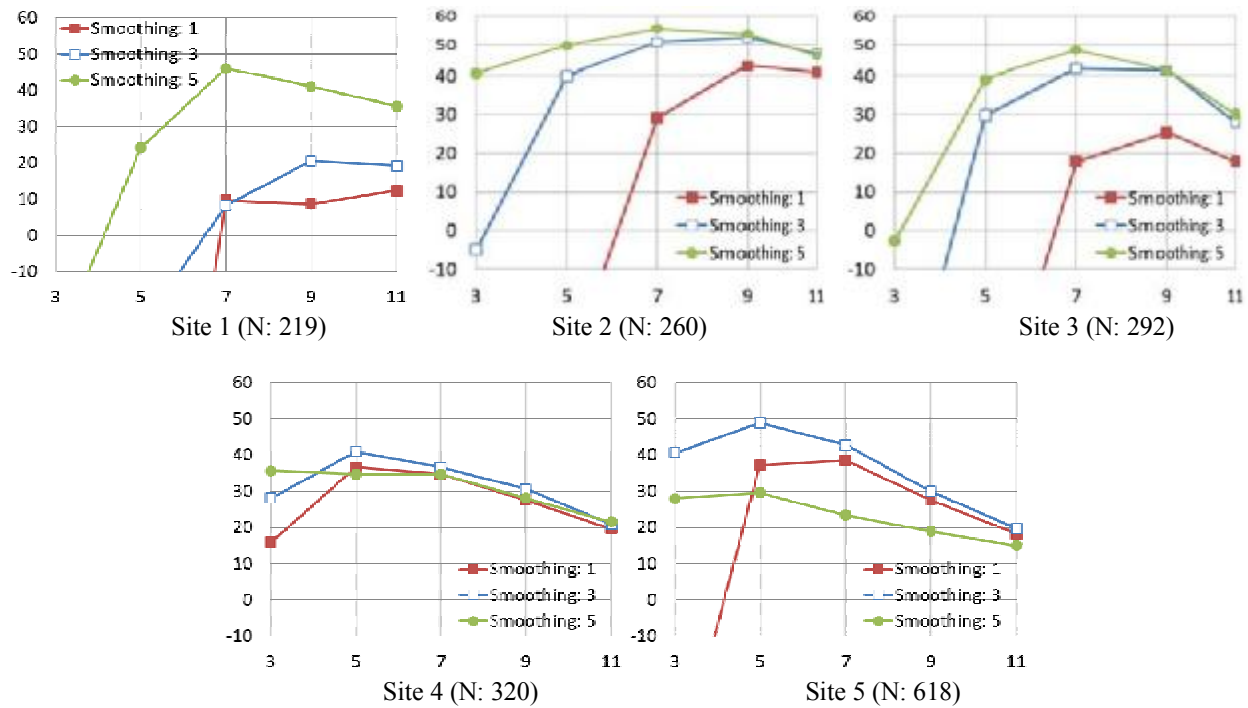 60
50
40
30
20
10
0
-10
3 5 7 9 11
Smoothing: 1
Smoothing: 3
Smoothing: 5
Site 1 (N: 219)
60
50
40
30
20
10
0
-10
3 5 7 9 11
Smoothing: 1
Smoothing: 3
Smoothing: 5
Site 2 (N: 260)
60
50
40
30
20
10
0
-10
3 5 7 9 11
Smoothing: 1
Smoothing: 3
Smoothing: 5
Site 3 (N: 292)
60
50
40
30
20
10
0
-10
3 5 7 9 11
Smoothing: 1
Smoothing: 3
Smoothing: 5
Site 4 (N: 320)
60
50
40
30
20
10
0
-10
3 5 7 9 11
Smoothing: 1
Smoothing: 3
Smoothing: 5
Site 5 (N: 618)